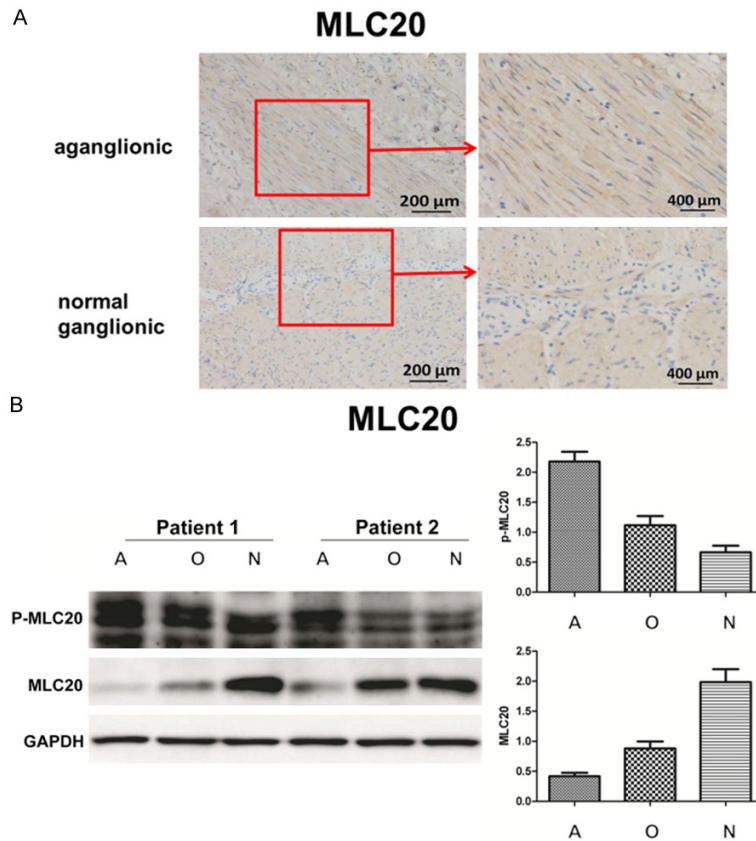 A
MLC20
aganglionic
200 µm
400 µm
normal
ganglionic
200 µm
400 µm
B
MLC20
Patient 1
Patient 2
A O N A O N
P-MLC20
MLC20
GAPDH
2.5
2.0
1.5
1.0
0.5
0.0
p-MLC20
A O N
2.5
2.0
1.5
1.0
0.5
0.0
MLC20
A O N